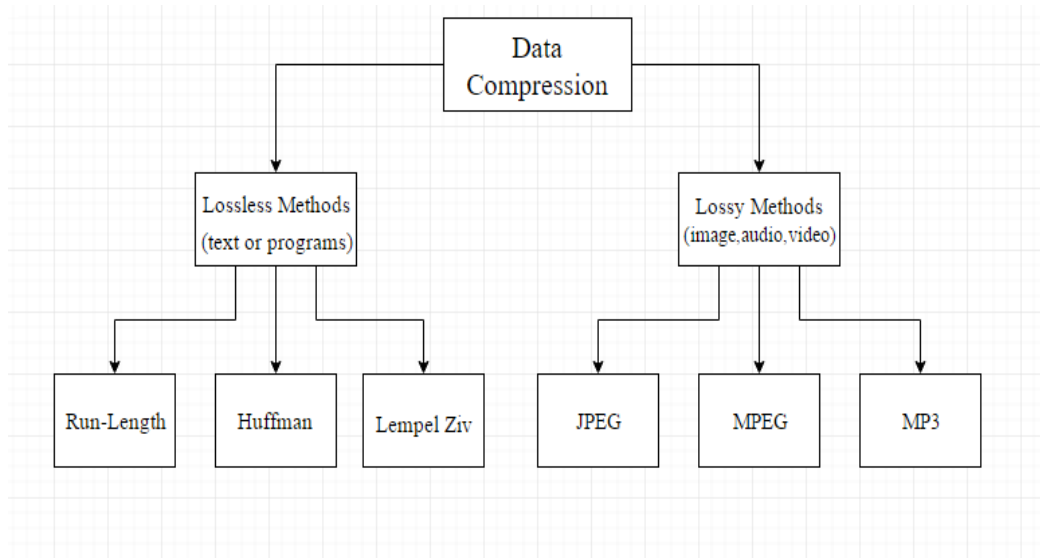 Data
Compression
Lossless Methods
(text or programs)
Lossy Methods
(image,audio,video)
Run-Length
Huffman
Lempel Ziv
JPEG
MPEG
MP3